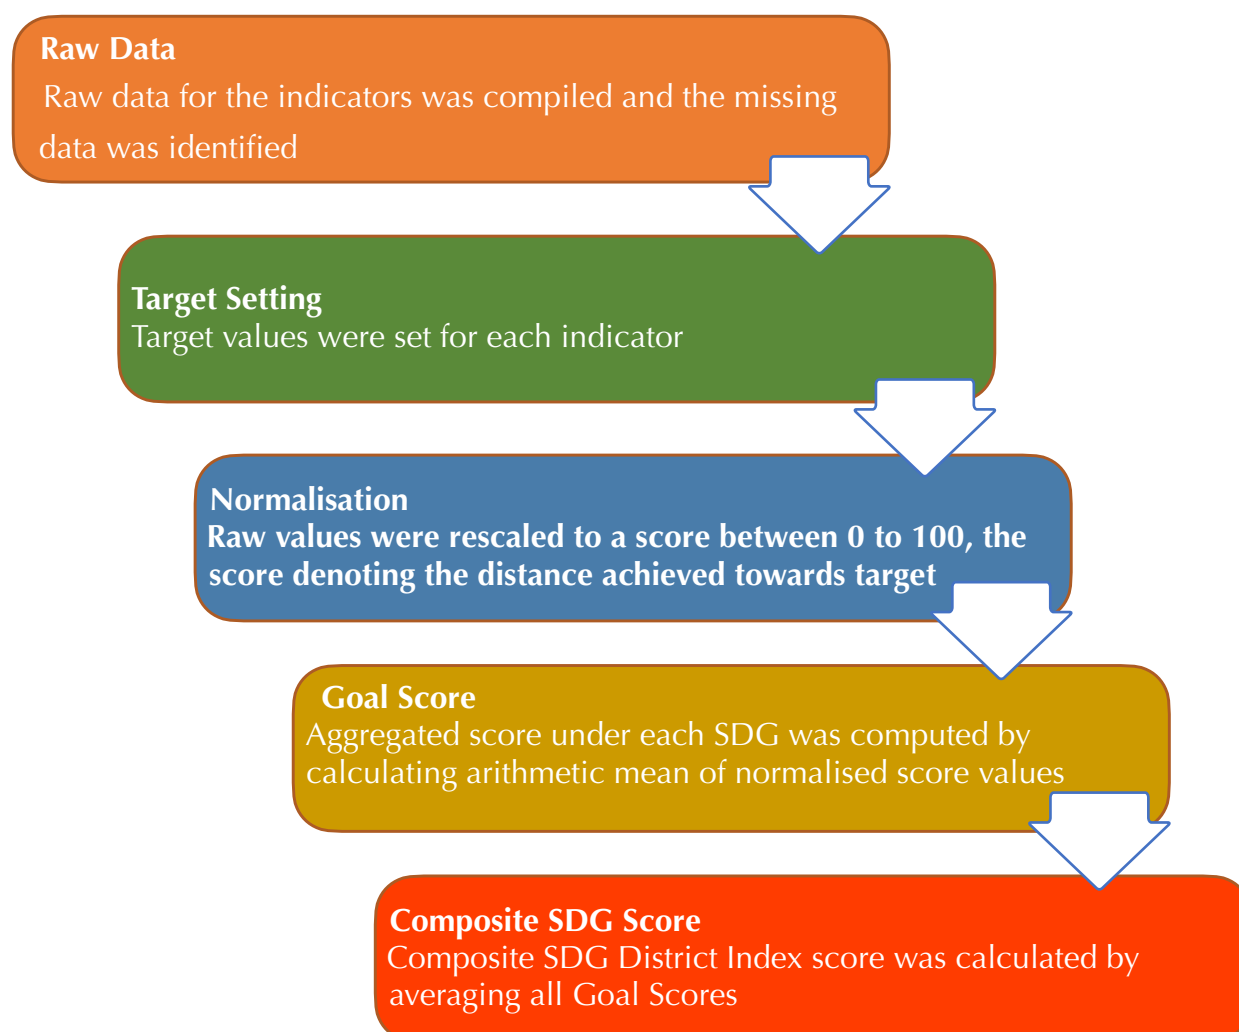 Raw Data
Raw data for the indicators was compiled and the missing
data was identified
Target Setting
Target values were set for each indicator
Normalisation
Raw values were rescaled to a score between 0 to 100, the
score denoting the distance achieved towards target
Goal Score
Aggregated score under each SDG was computed by
calculating arithmetic mean of normalised score values
Composite SDG Score
Composite SDG District Index score was calculated by
averaging all Goal Scores